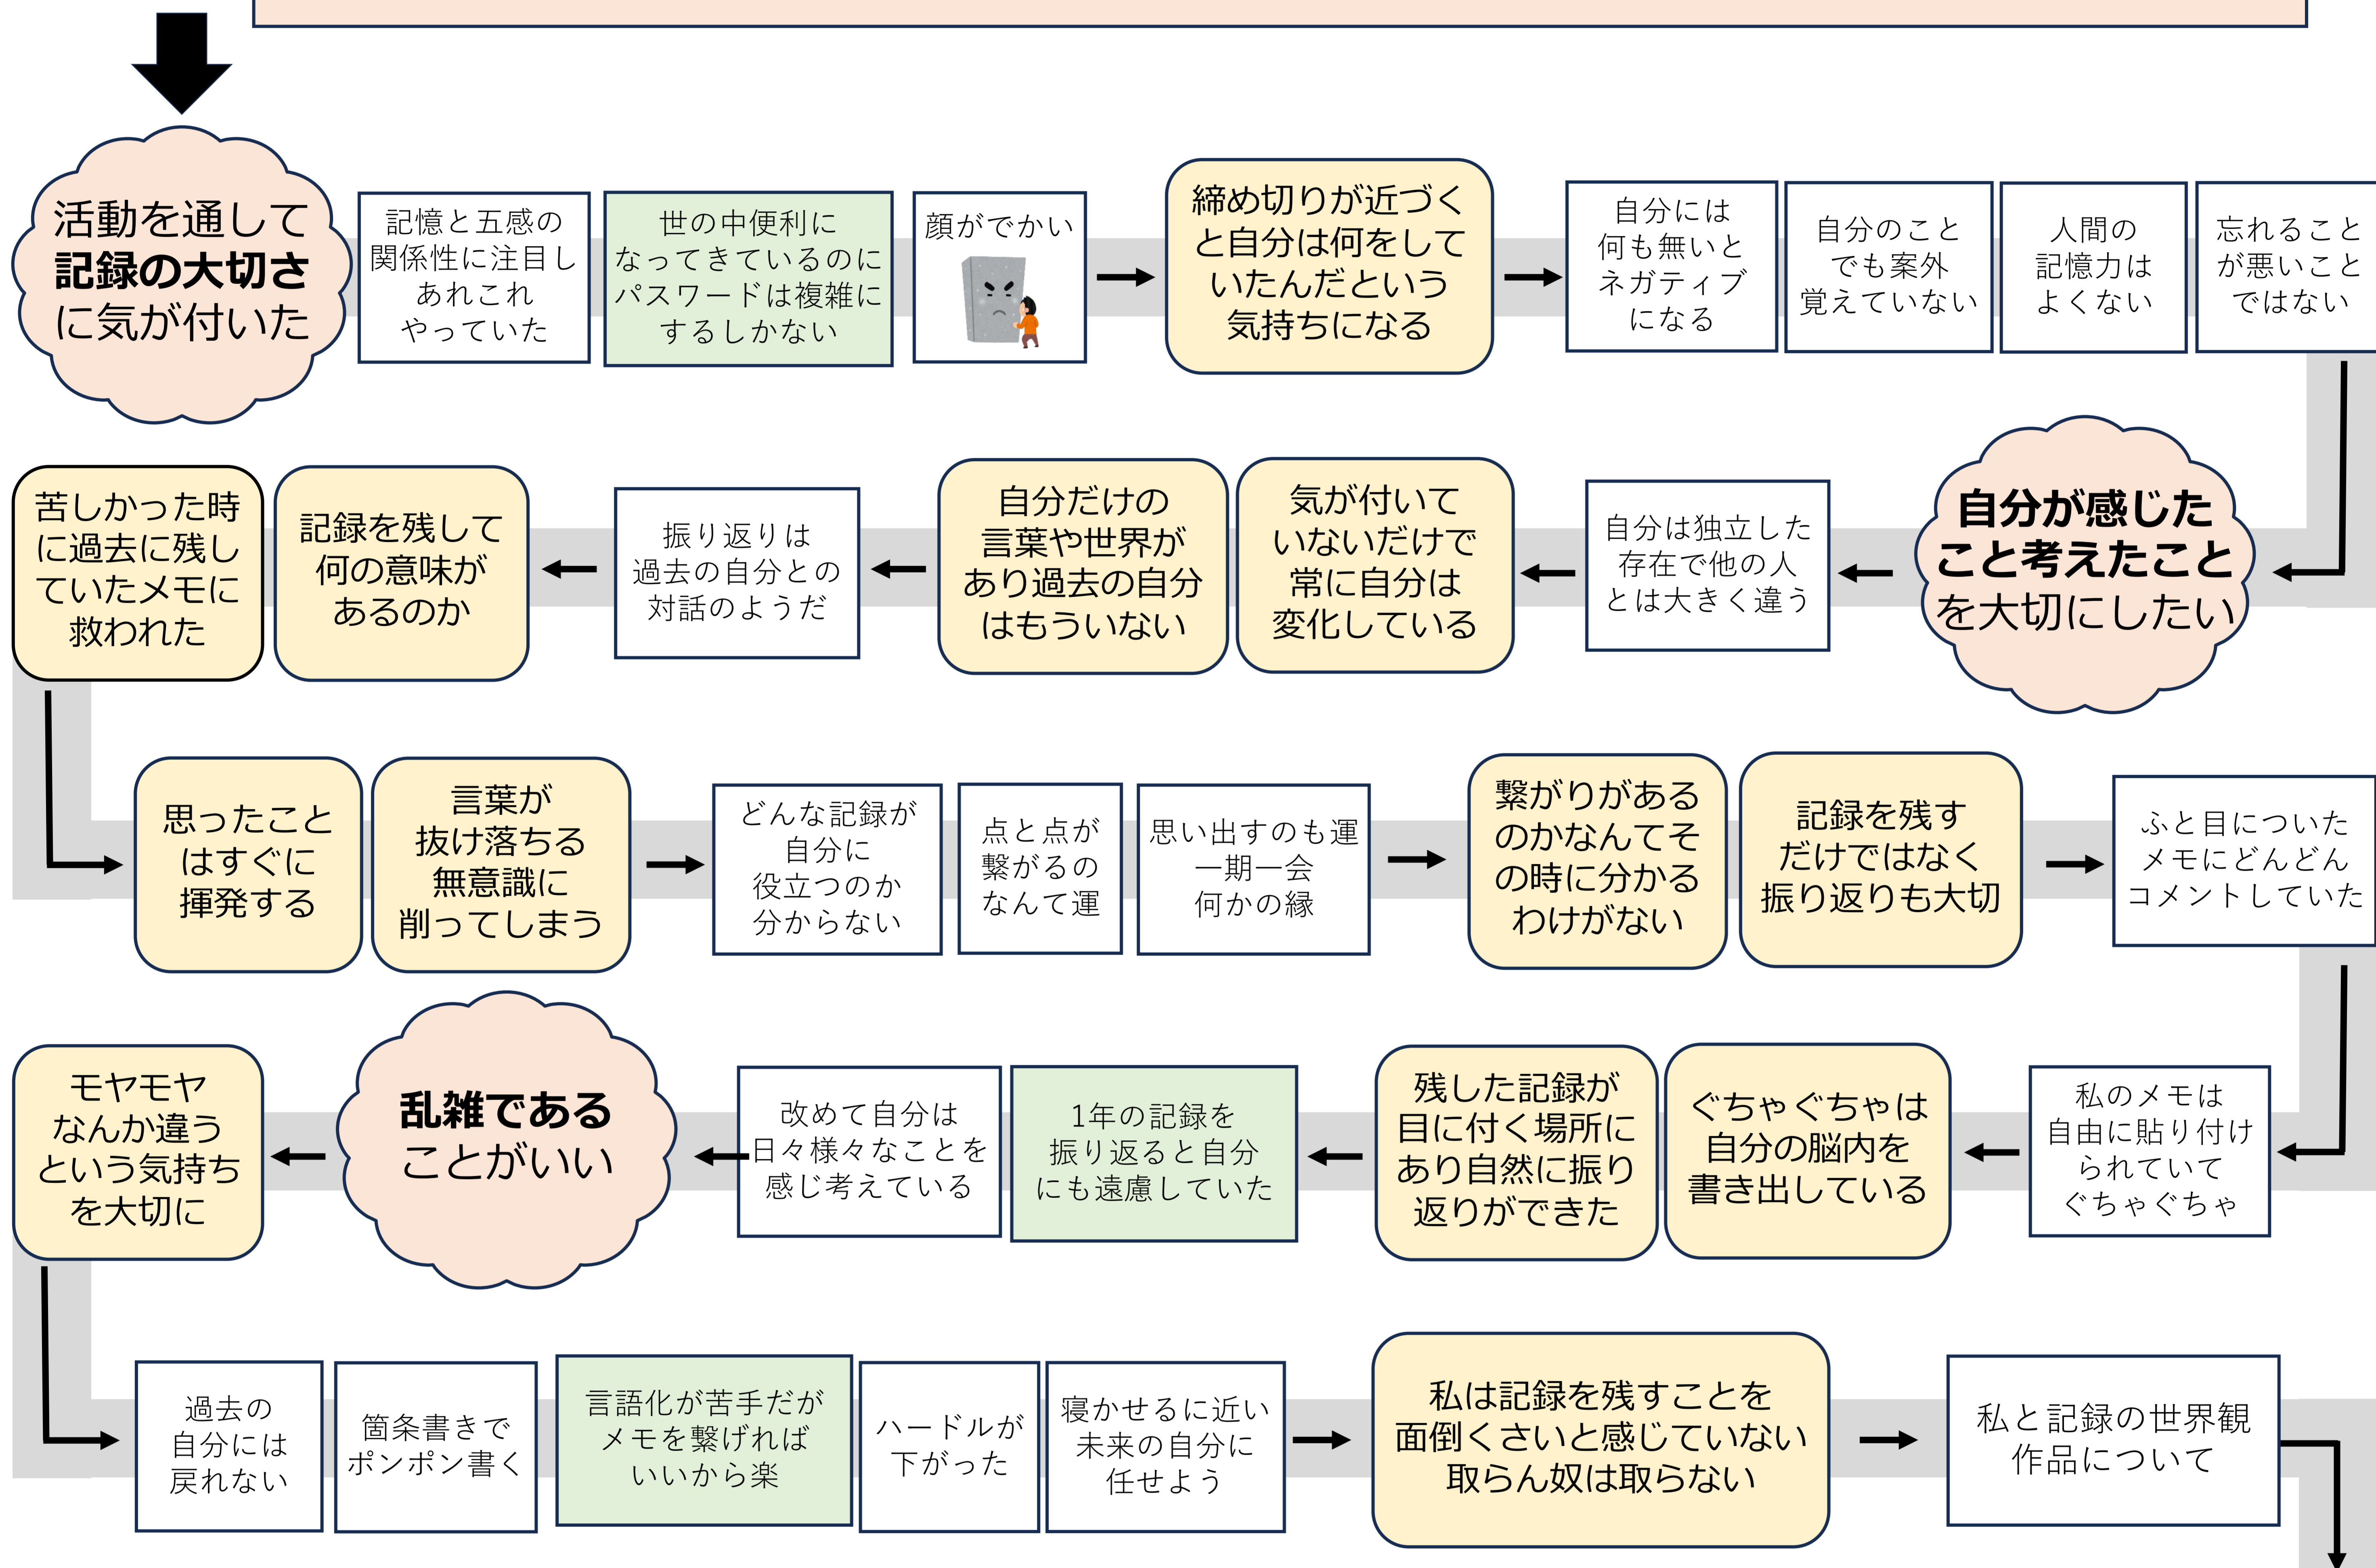 活動を通して
記録の大切さ
に気が付いた
記憶と五感の
関係性に注目し
あれこれ
やっていた
世の中便利に
なってきているのに
パスワードは複雑に
するしかない
顔がでかい
締め切りが近づく
と自分は何をして
いたんだという
気持ちになる
自分には
何も無いと
ネガティブ
になる
自分のこと
でも案外
覚えていない
人間の
記憶力は
よくない
忘れること
が悪いこと
ではない
自分が感じた
こと考えたこと
を大切にしたい
自分は独立した
存在で他の人
とは大きく違う
気が付いて
いないだけで
常に自分は
変化している
自分だけの
言葉や世界が
あり過去の自分
はもういない
振り返りは
過去の自分との
対話のようだ
記録を残して
何の意味が
あるのか
苦しかった時
に過去に残し
ていたメモに
救われた
思ったこと
はすぐに
揮発する
言葉が
抜け落ちる
無意識に
削ってしまう
どんな記録が
自分に
役立つのか
分からない
点と点が
繋がるの
なんて運
思い出すのも運
一期一会
何かの縁
繋がりがある
のかなんてそ
の時に分かる
わけがない
記録を残す
だけではなく
振り返りも大切
ふと目についた
メモにどんどん
コメントしていた
私のメモは
自由に貼り付け
られていて
ぐちゃぐちゃ
ぐちゃぐちゃは
自分の脳内を
書き出している
残した記録が
目に付く場所に
あり自然に振り
返りができた
1年の記録を
振り返ると自分
にも遠慮していた
改めて自分は
日々様々なことを
感じ考えている
乱雑である
ことがいい
モヤモヤ
なんか違う
という気持ち
を大切に
過去の
自分には
戻れない
箇条書きで
ポンポン書く
言語化が苦手だが
メモを繋げれば
いいから楽
ハードルが
下がった
寝かせるに近い
未来の自分に
任せよう
私は記録を残すことを
面倒くさいと感じていない
取らん奴は取らない
私と記録の世界観
作品について